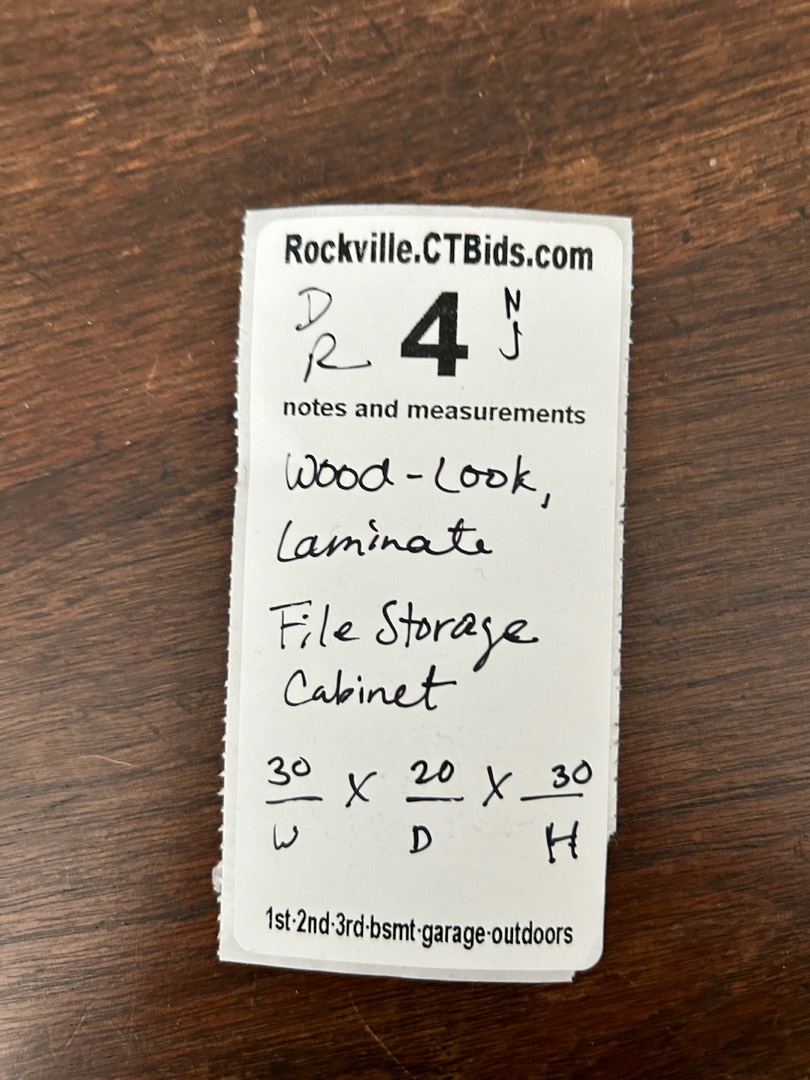 Rockville.CTBids.com
D R 4 N J
notes and measurements
Wood-Look,
Laminate
File Storage
Cabinet
30 X 20 X 30
W D H
1st·2nd·3rd·bsmt·garage·outdoors